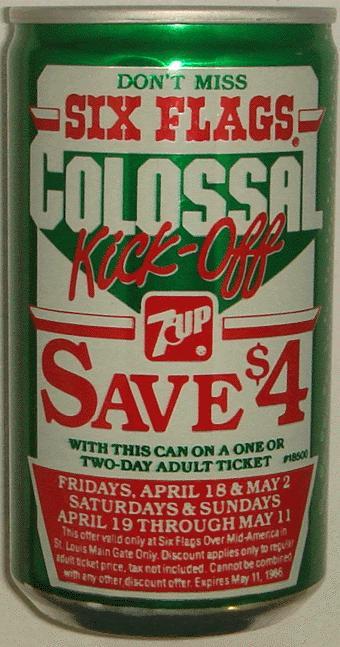 DON'T MISS
SIX FLAGS®
COLOSSAL
Kick-Off
7UP
SAVE $4
WITH THIS CAN ON A ONE OR
TWO-DAY ADULT TICKET #18500
FRIDAYS, APRIL 18 & MAY 2
SATURDAYS & SUNDAYS
APRIL 19 THROUGH MAY 11
This offer valid only at Six Flags Over Mid-America in
St. Louis Main Gate Only. Discount applies only to regular
adult ticket price, tax not included. Cannot be combined
with any other discount offer. Expires May 11, 1986